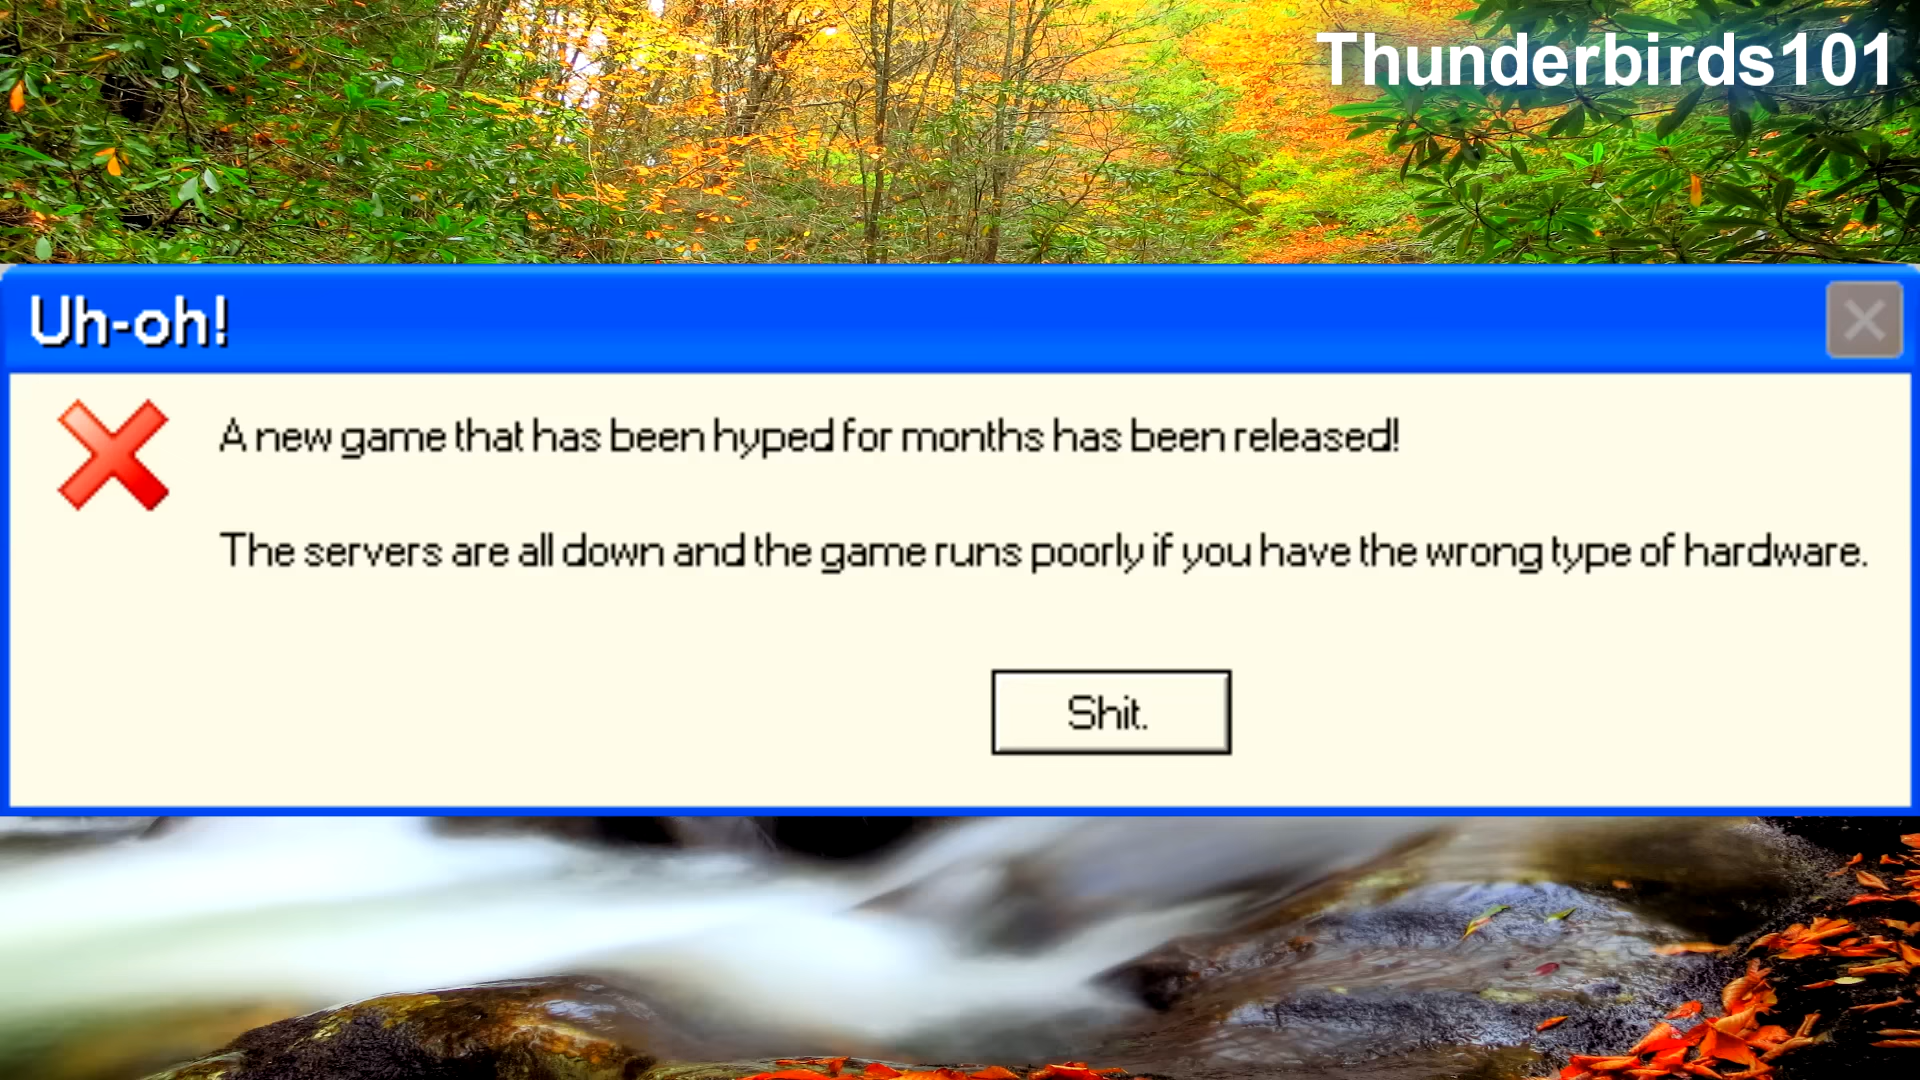 Thunderbirds101
Uh-oh!
A new game that has been hyped for months has been released!
The servers are all down and the game runs poorly if you have the wrong type of hardware.
Shit.